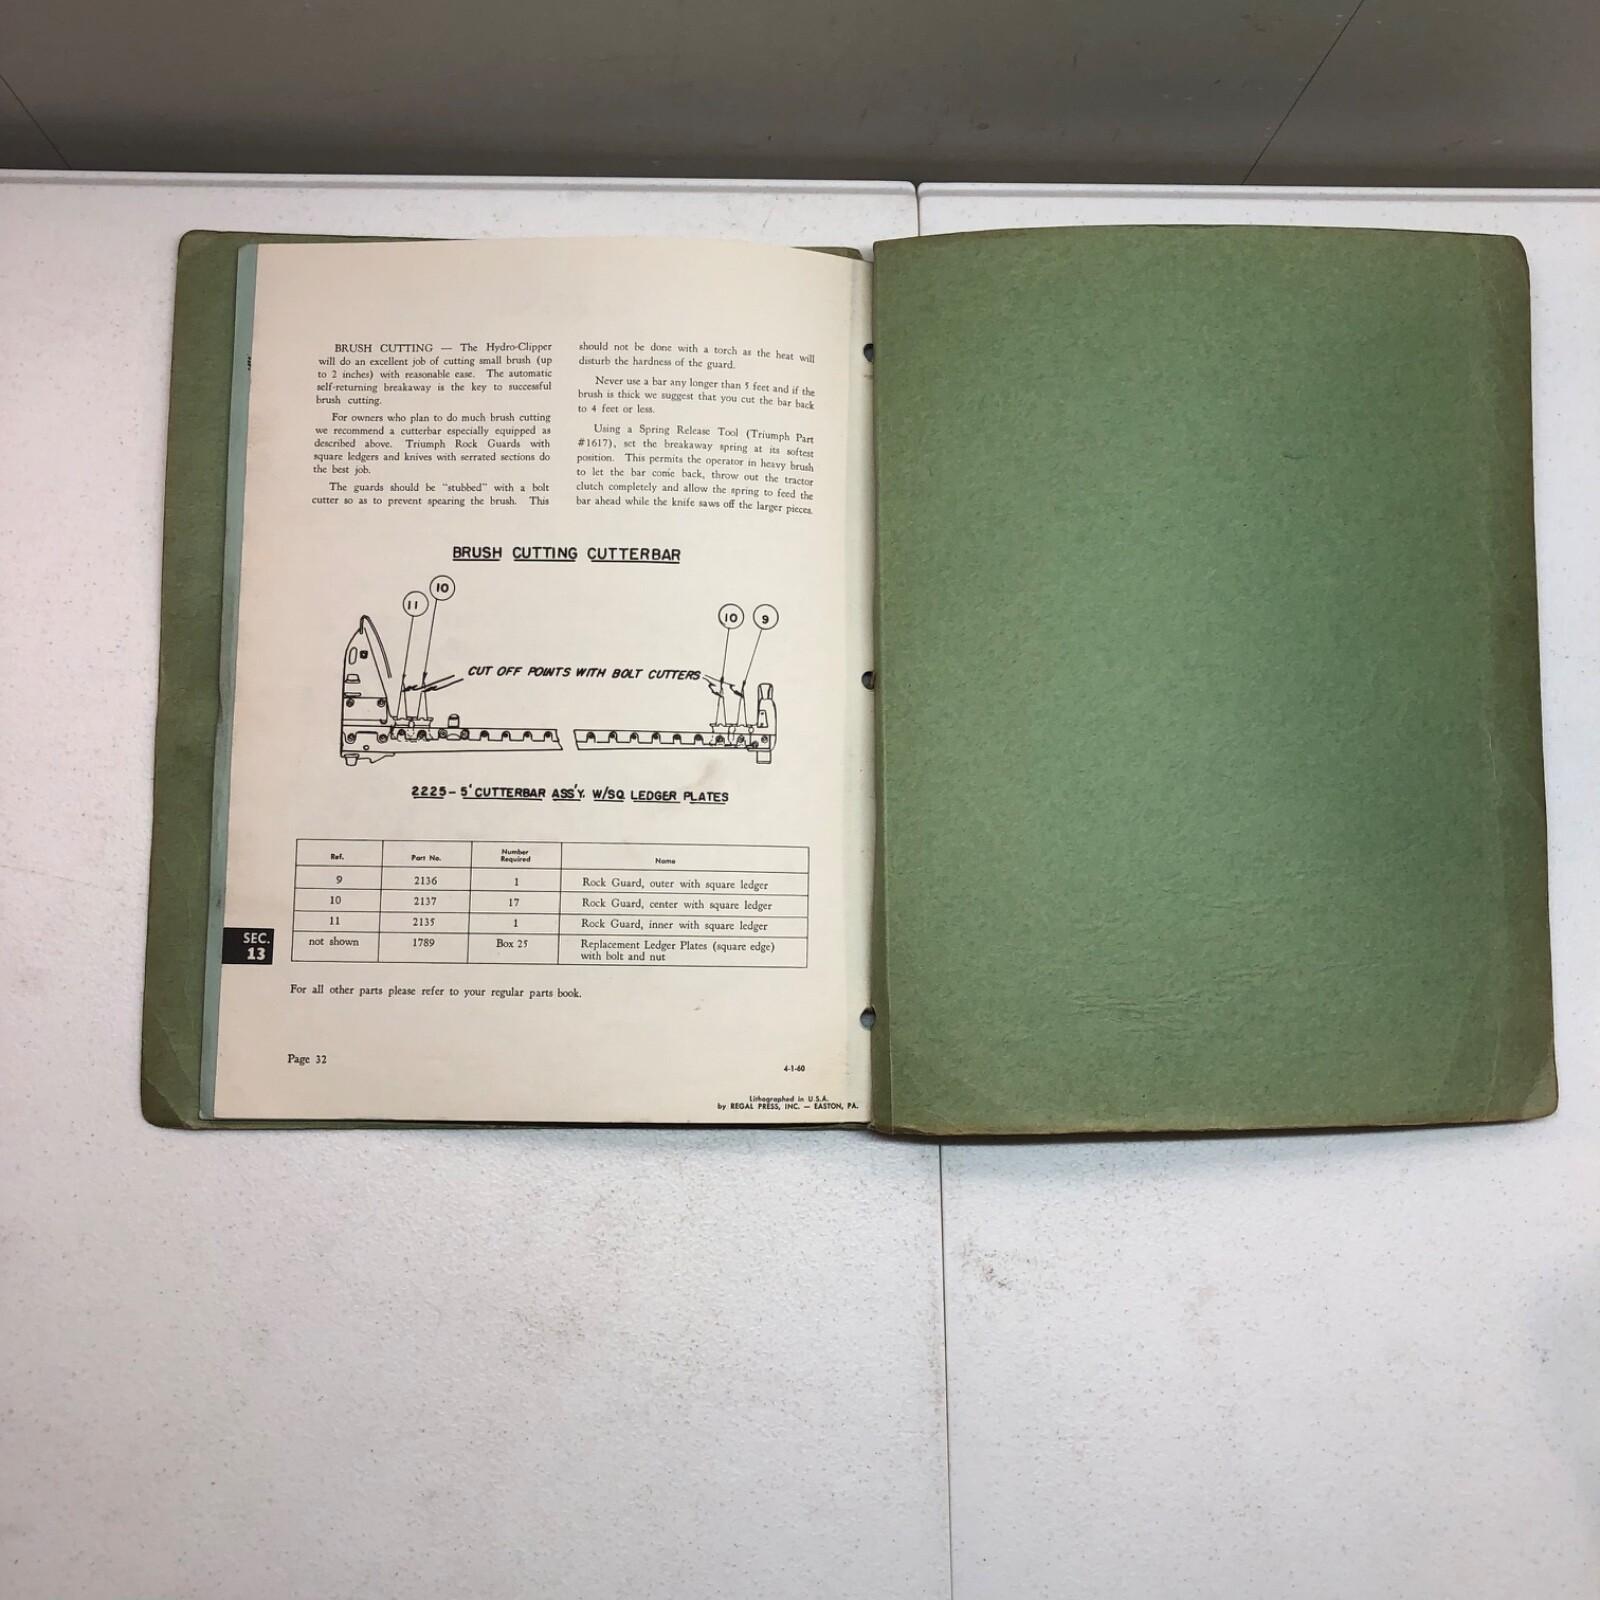 BRUSH CUTTING — The Hydro-Clipper
will do an excellent job of cutting small brush (up
to 2 inches) with reasonable ease. The automatic
self-returning breakaway is the key to successful
brush cutting.
For owners who plan to do much brush cutting
we recommend a cutterbar especially equipped as
described above. Triumph Rock Guards with
square ledgers and knives with serrated sections do
the best job.
The guards should be "stubbed" with a bolt
cutter so as to prevent spearing the brush. This
should not be done with a torch as the heat will
disturb the hardness of the guard.
Never use a bar any longer than 5 feet and if the
brush is thick we suggest that you cut the bar back
to 4 feet or less.
Using a Spring Release Tool (Triumph Part
#1617), set the breakaway spring at its softest
position. This permits the operator in heavy brush
to let the bar come back, throw out the tractor
clutch completely and allow the spring to feed the
bar ahead while the knife saws off the larger pieces.
BRUSH CUTTING CUTTERBAR
11 10 10 9
CUT OFF POINTS WITH BOLT CUTTERS
2225-5' CUTTERBAR ASS'Y. W/SQ LEDGER PLATES
Ref. Part No. Number Required Name
9 2136 1 Rock Guard, outer with square ledger
10 2137 17 Rock Guard, center with square ledger
11 2135 1 Rock Guard, inner with square ledger
not shown 1789 Box 25 Replacement Ledger Plates (square edge)
with bolt and nut
SEC.
13
For all other parts please refer to your regular parts book.
Page 32
4-1-60
Lithographed in U.S.A.
by REGAL PRESS, INC. — EASTON, PA.